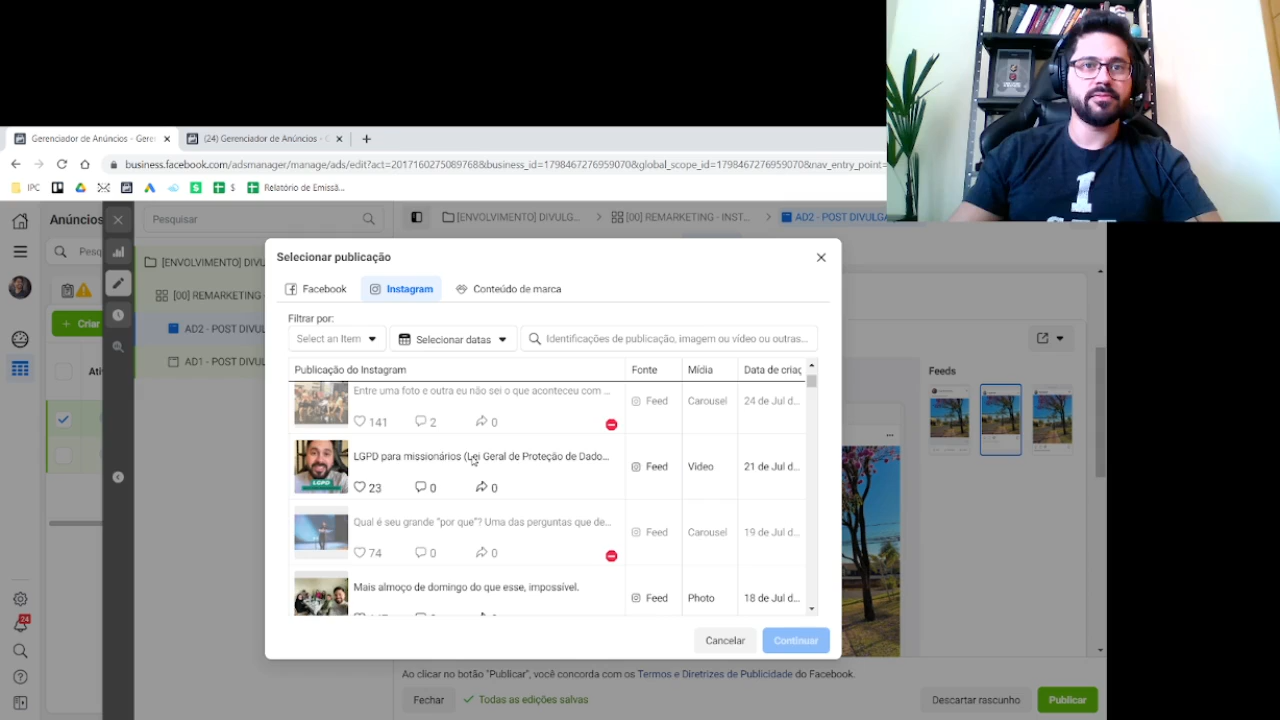 Gerenciador de Anúncios - Geren
(24) Gerenciador de Anúncios - G
business.facebook.com/adsmanager/manage/ads/edit?act=2017160275089768&business_id=1798467276959070&global_scope_id=1798467276959070&nav_entry_point=
IPC
$
Relatório de Emissã...
Anúncios
Pesquisar
[ENVOLVIMENTO] DIVULG...
[00] REMARKETING - INST...
AD2 - POST DIVULGA
Pesq
[ENVOLVIMENTO] DIVUL
[00] REMARKETING -
+ Criar
AD2 - POST DIVUL
AD1 - POST DIVUL
Ati
24
Selecionar publicação
Facebook
Instagram
Conteúdo de marca
Filtrar por:
Select an Item
Selecionar datas
Identificações de publicação, imagem ou vídeo ou outras...
Publicação do Instagram
Fonte
Mídia
Data de criaç
Entre uma foto e outra eu não sei o que aconteceu com ...
141
2
0
Feed
Carousel
24 de Jul d...
LGPD
LGPD para missionários (Lei Geral de Proteção de Dado...
23
0
0
Feed
Video
21 de Jul d...
Qual é seu grande "por que"? Uma das perguntas que de...
74
0
0
Feed
Carousel
19 de Jul d...
Mais almoço de domingo do que esse, impossível.
Feed
Photo
18 de Jul d...
Cancelar
Continuar
Feeds
Ao clicar no botão "Publicar", você concorda com os Termos e Diretrizes de Publicidade do Facebook.
Fechar
Todas as edições salvas
Descartar rascunho
Publicar
1